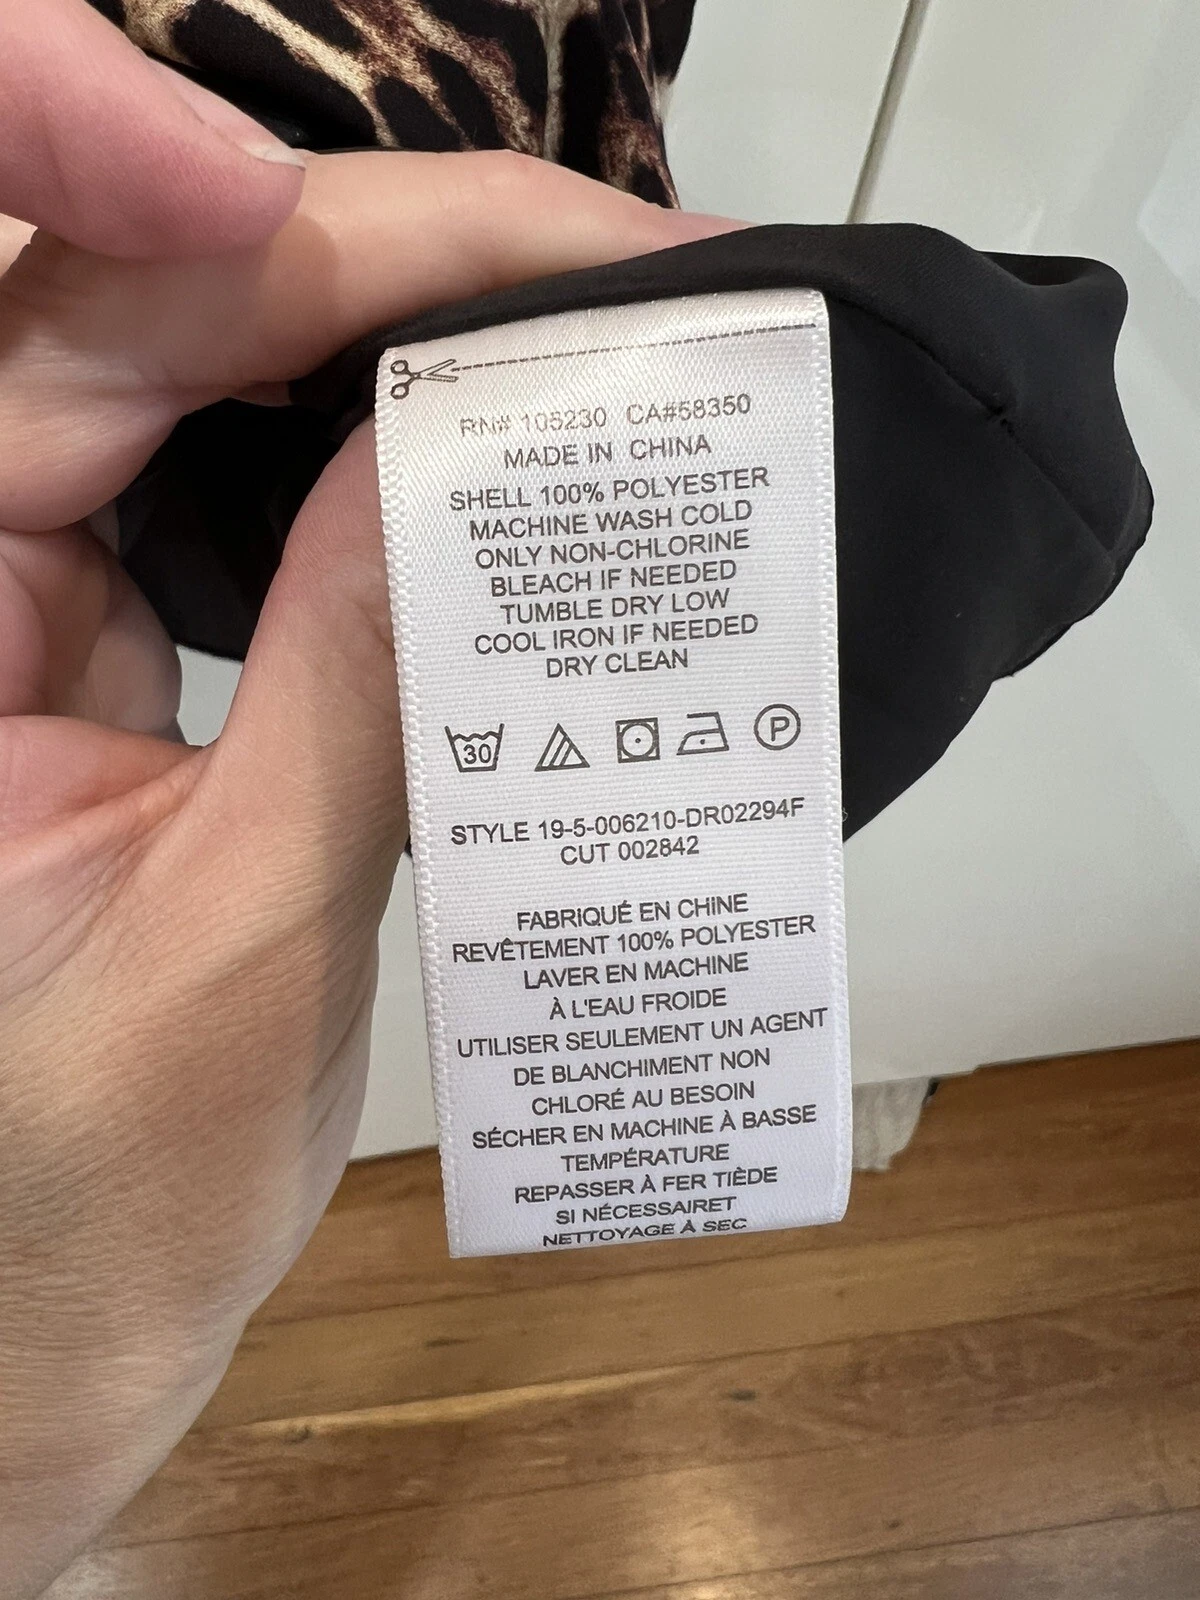 RN# 105230 CA#58350
MADE IN CHINA
SHELL 100% POLYESTER
MACHINE WASH COLD
ONLY NON-CHLORINE
BLEACH IF NEEDED
TUMBLE DRY LOW
COOL IRON IF NEEDED
DRY CLEAN
30 P
STYLE 19-5-006210-DR02294F
CUT 002842
FABRIQUÉ EN CHINE
REVÊTEMENT 100% POLYESTER
LAVER EN MACHINE
À L'EAU FROIDE
UTILISER SEULEMENT UN AGENT
DE BLANCHIMENT NON
CHLORÉ AU BESOIN
SÉCHER EN MACHINE À BASSE
TEMPÉRATURE
REPASSER À FER TIÈDE
SI NÉCESSAIRET
NETTOYAGE À SEC